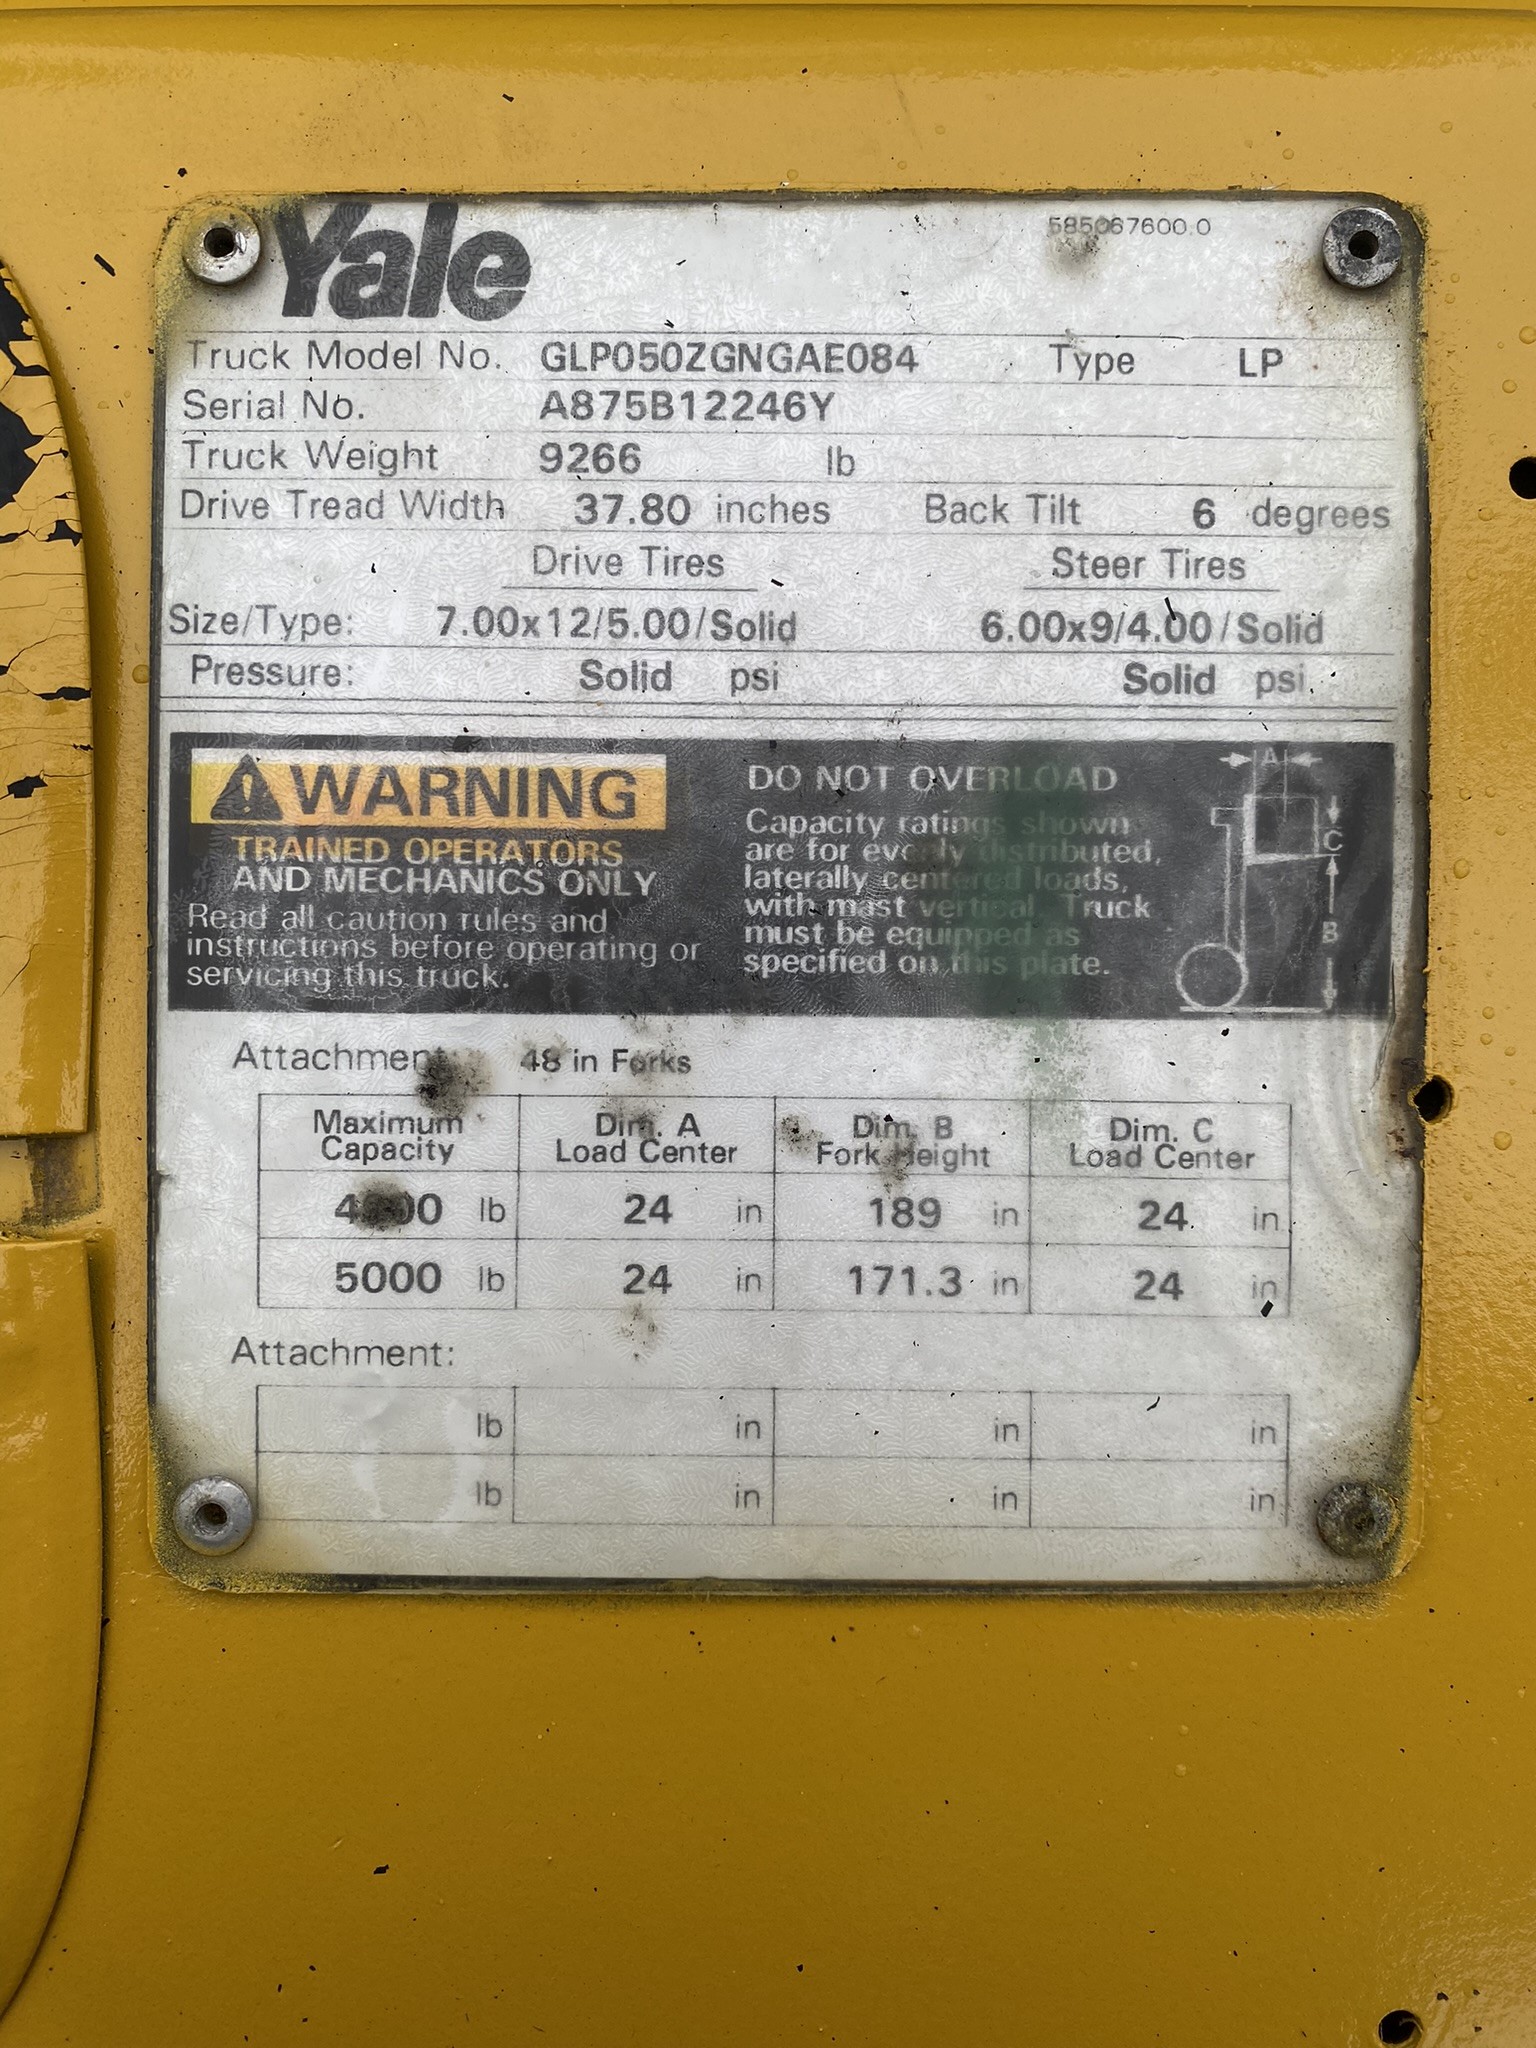 Yale
585067600.0
Truck Model No. GLP050ZGNGAE084 Type LP
Serial No. A875B12246Y
Truck Weight 9266 lb
Drive Tread Width 37.80 inches Back Tilt 6 degrees
Drive Tires Steer Tires
Size/Type: 7.00x12/5.00/Solid 6.00x9/4.00/Solid
Pressure: Solid psi Solid psi
WARNING
TRAINED OPERATORS
AND MECHANICS ONLY
Read all caution rules and
instructions before operating or
servicing this truck.
DO NOT OVERLOAD
Capacity ratings shown
are for evenly distributed,
laterally centered loads,
with mast vertical. Truck
must be equipped as
specified on this plate.
A
C
B
Attachment: 48 in Forks
Maximum Dim. A Dim. B Dim. C
Capacity Load Center Fork Height Load Center
lb 24 in 189 in 24 in
5000 lb 24 in 171.3 in 24 in
Attachment:
lb in in in
lb in in in